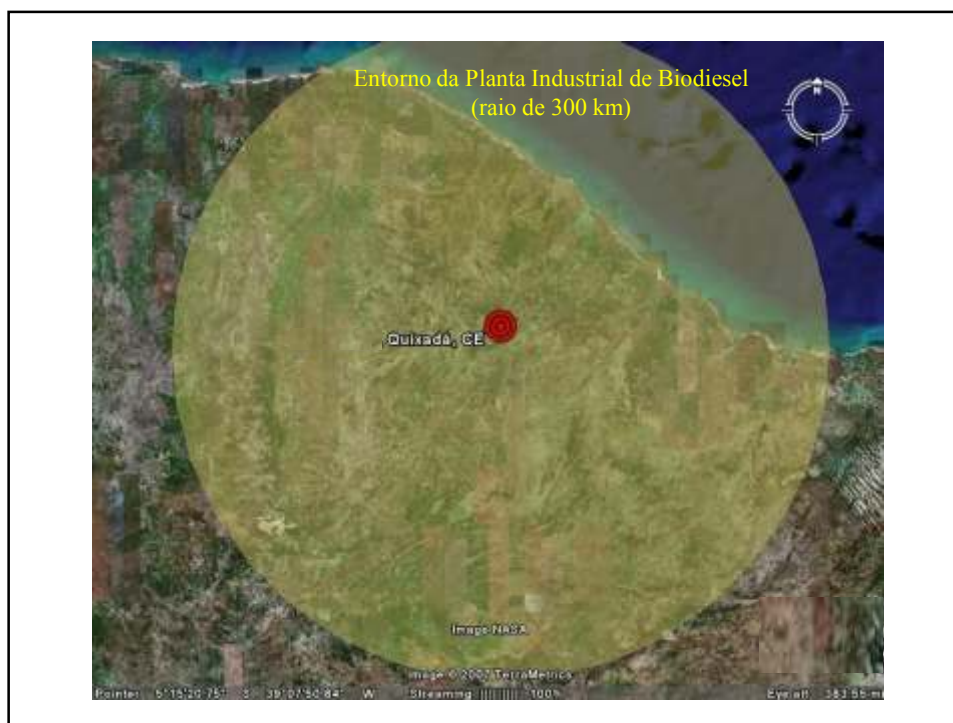 Entorno da Planta Industrial de Biodiesel
(raio de 300 km)
Quixadá, CE
Image NASA
Image © 2007 TerraMetrics
Pointer 5°15'20.75" S 39°07'50.84" W Streaming 100% Eye alt 383.55 mi